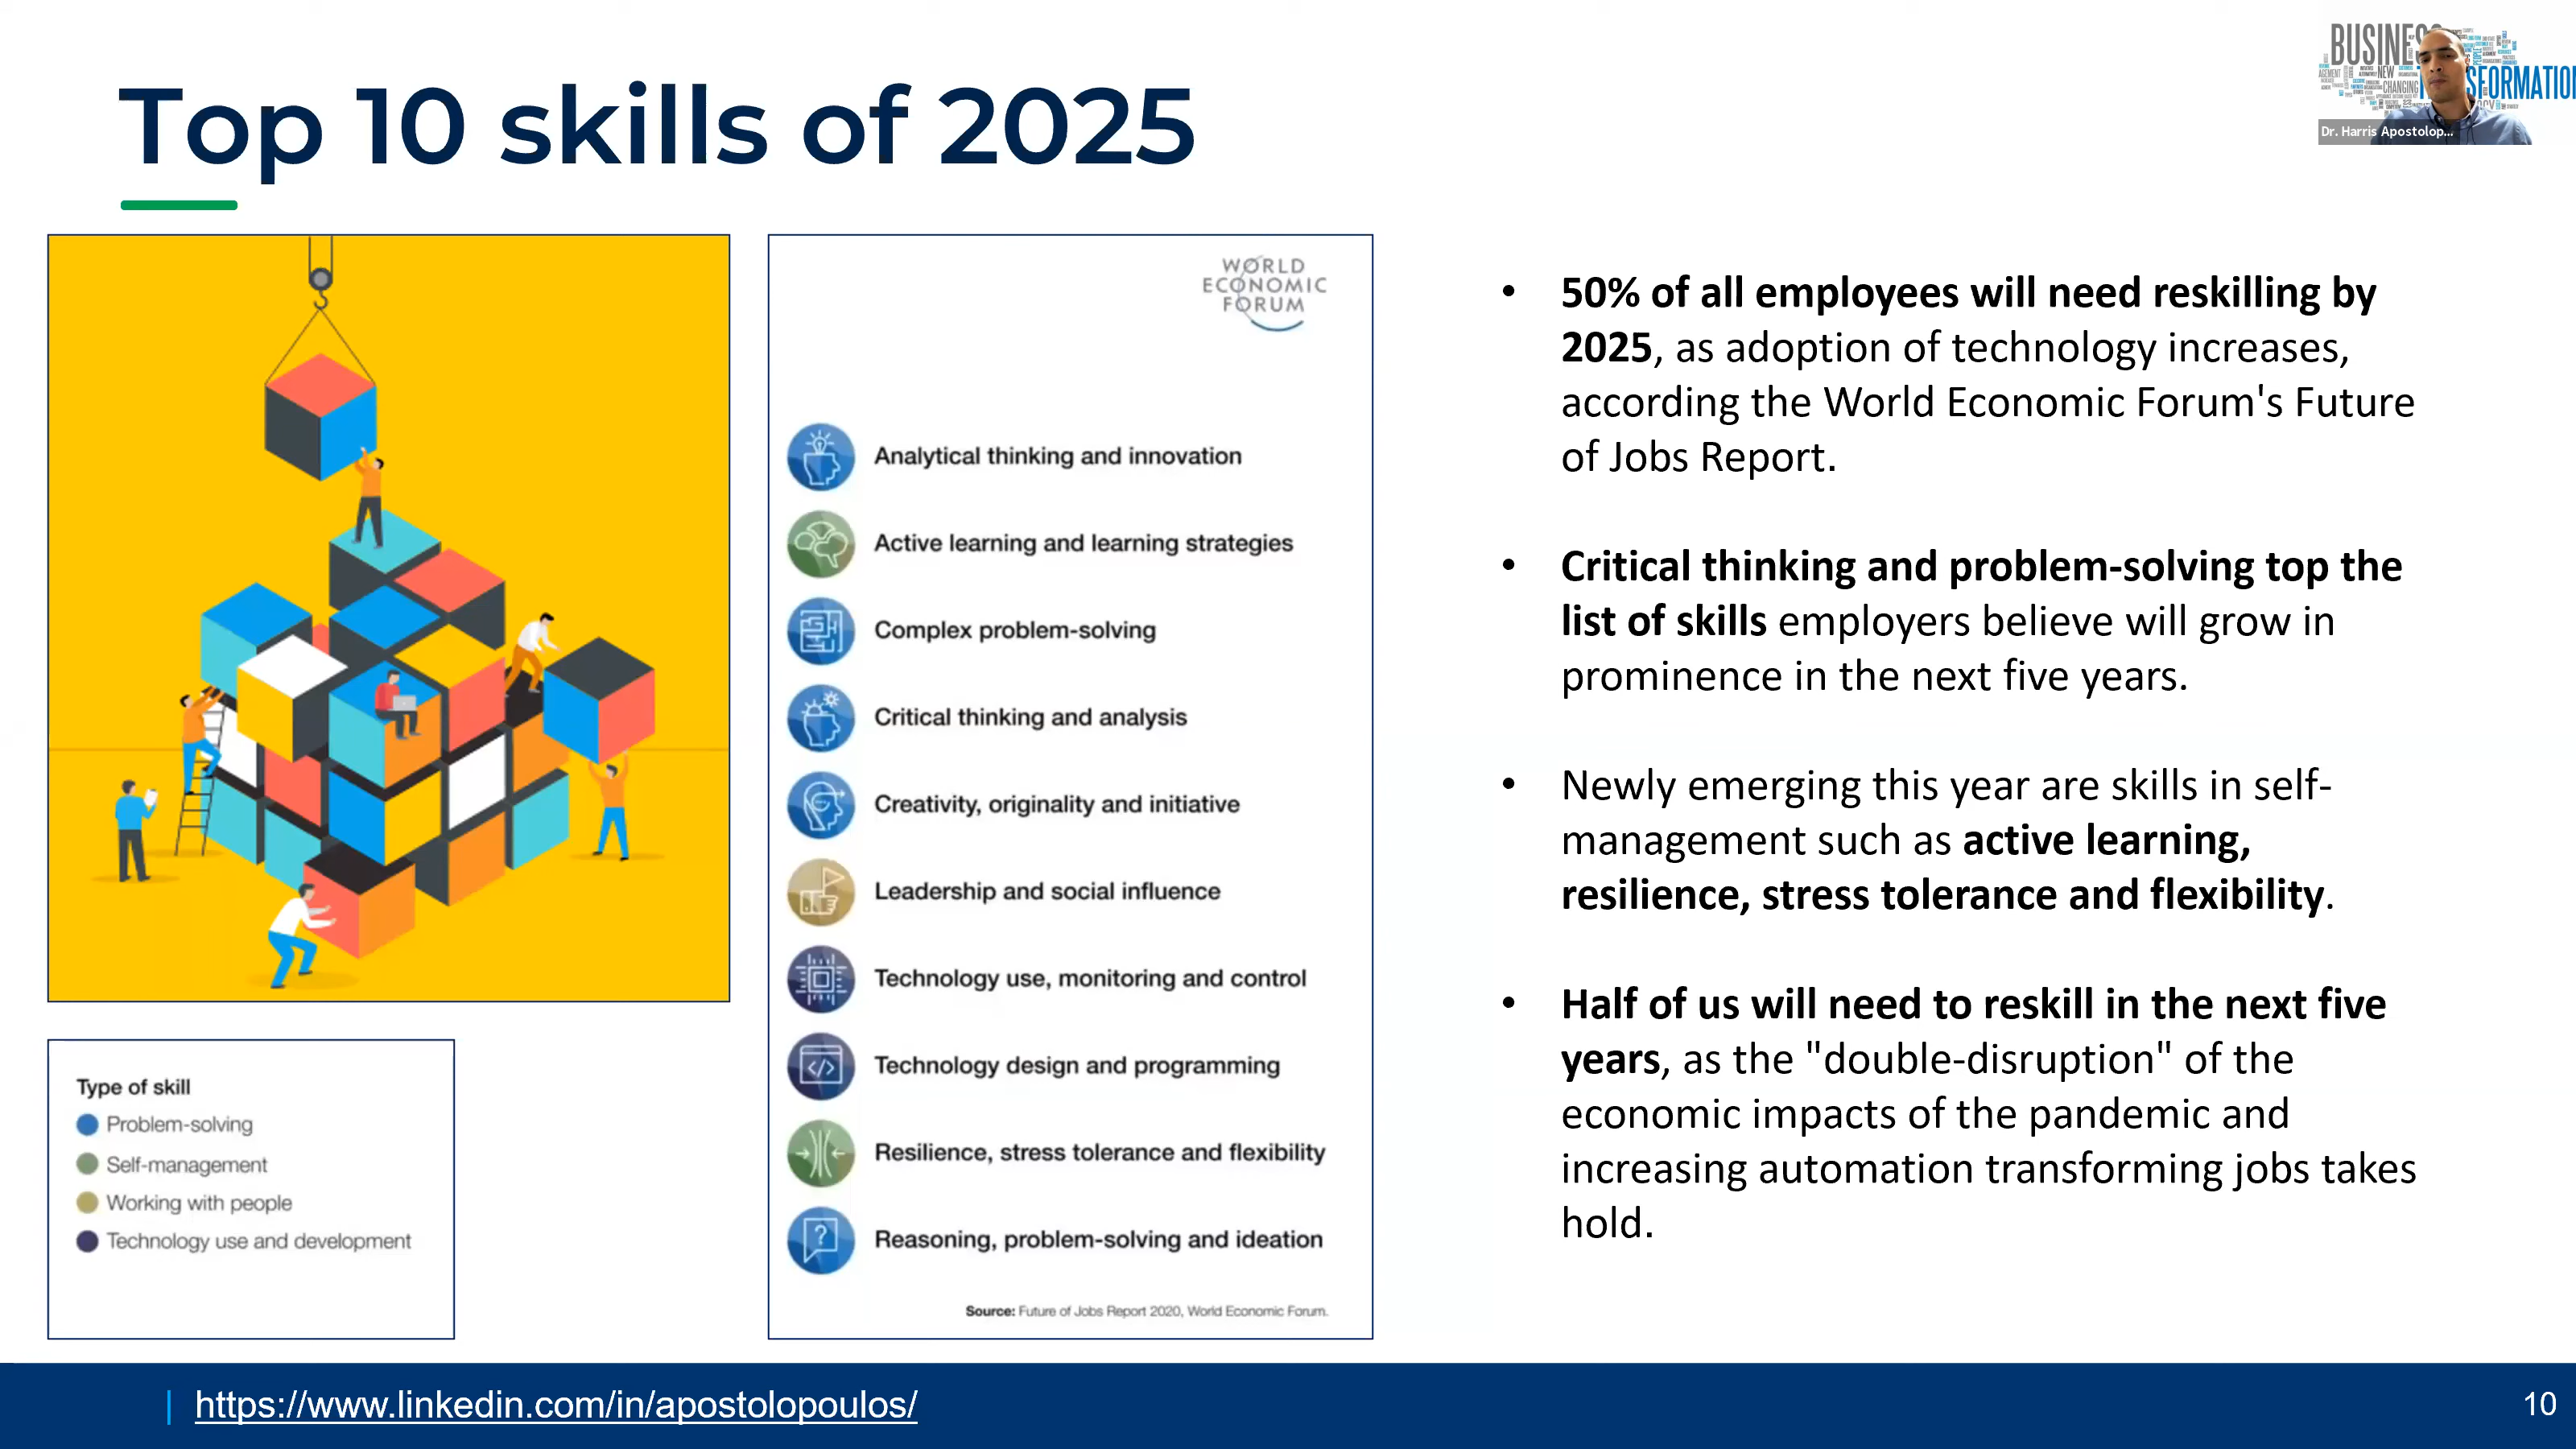 Top 10 skills of 2025
Dr. Harris Apostolop...
WORLD
ECONOMIC
FORUM
Analytical thinking and innovation
Active learning and learning strategies
Complex problem-solving
Critical thinking and analysis
Creativity, originality and initiative
Leadership and social influence
Technology use, monitoring and control
Technology design and programming
Resilience, stress tolerance and flexibility
Reasoning, problem-solving and ideation
Source: Future of Jobs Report 2020, World Economic Forum.
Type of skill
Problem-solving
Self-management
Working with people
Technology use and development
• 50% of all employees will need reskilling by
2025, as adoption of technology increases,
according the World Economic Forum's Future
of Jobs Report.
• Critical thinking and problem-solving top the
list of skills employers believe will grow in
prominence in the next five years.
• Newly emerging this year are skills in self-
management such as active learning,
resilience, stress tolerance and flexibility.
• Half of us will need to reskill in the next five
years, as the "double-disruption" of the
economic impacts of the pandemic and
increasing automation transforming jobs takes
hold.
| https://www.linkedin.com/in/apostolopoulos/
10